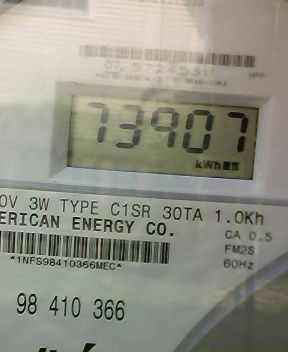 73907
kWh
0V 3W TYPE C1SR 30TA 1.0Kh
ERICAN ENERGY CO.
CA 0.5
FM2S
*1NFS98410366MEC*
60Hz
98 410 366